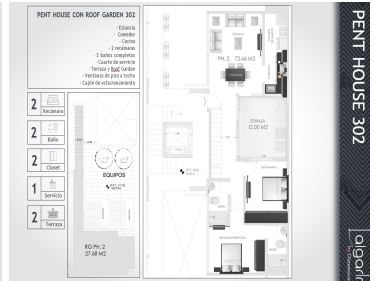 PENT HOUSE CON ROOF GARDEN 302
- Estancia
- Comedor
- Cocina
- 2 recámaras
- 2 baños completos
Cuarto de servicio
- Terraza y Roof Garden
- Ventanas de piso a techo
- Cajón de estacionamiento
2 Recámara
2 Baño
2 Closet
1 Servicio
2 Terraza
EQUIPOS
RG PH. 2
27.68 M2
PH. 2 72.46 M2
TERRAZA
12.00 M2
PENT HOUSE 302